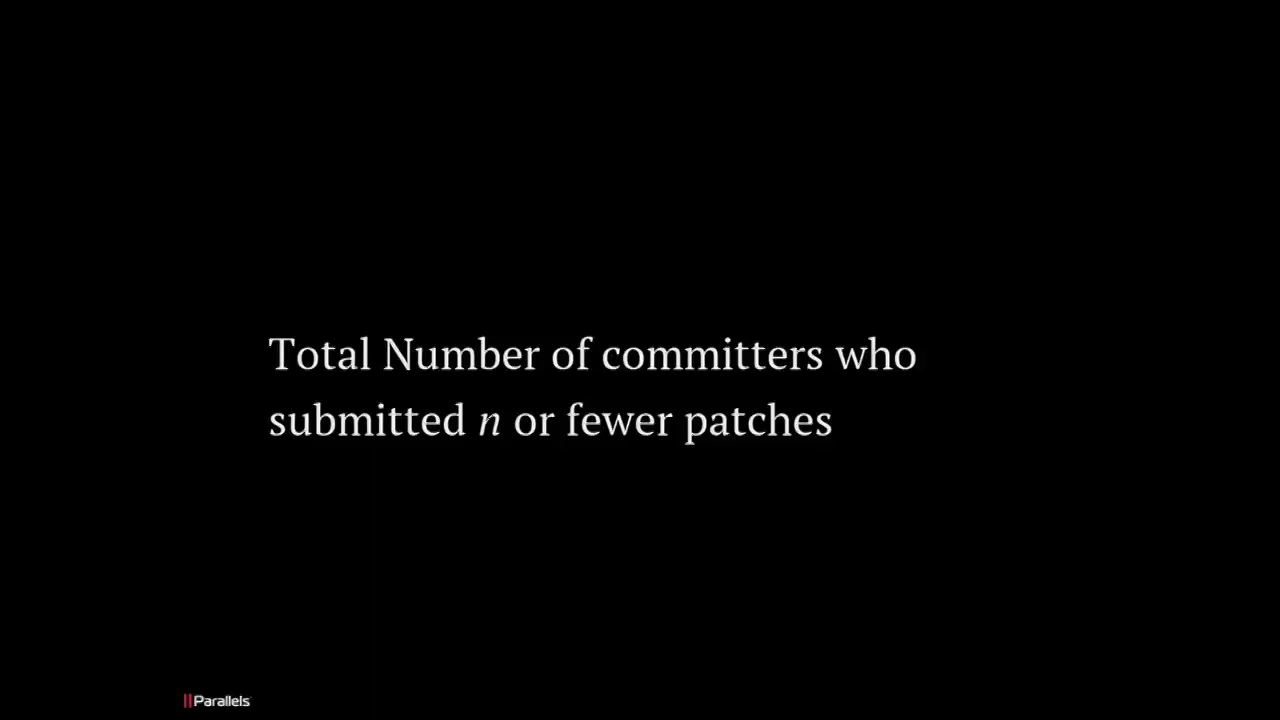 Total Number of committers who
submitted n or fewer patches
Parallels